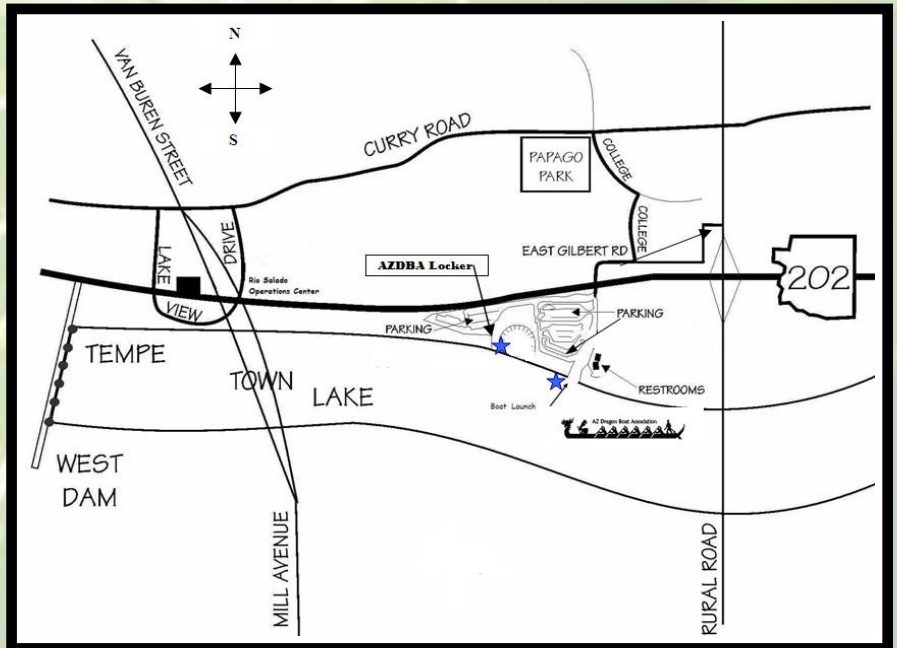 N
S
VAN BUREN STREET
CURRY ROAD
PAPAGO
PARK
COLLEGE
COLLEGE
EAST GILBERT RD
LAKE
DRIVE
VIEW
Rio Salado
Operations Center
AZDBA Locker
202
PARKING
PARKING
TEMPE
TOWN
LAKE
RESTROOMS
Boat Launch
AZ Dragon Boat Association
WEST
DAM
MILL AVENUE
RURAL ROAD